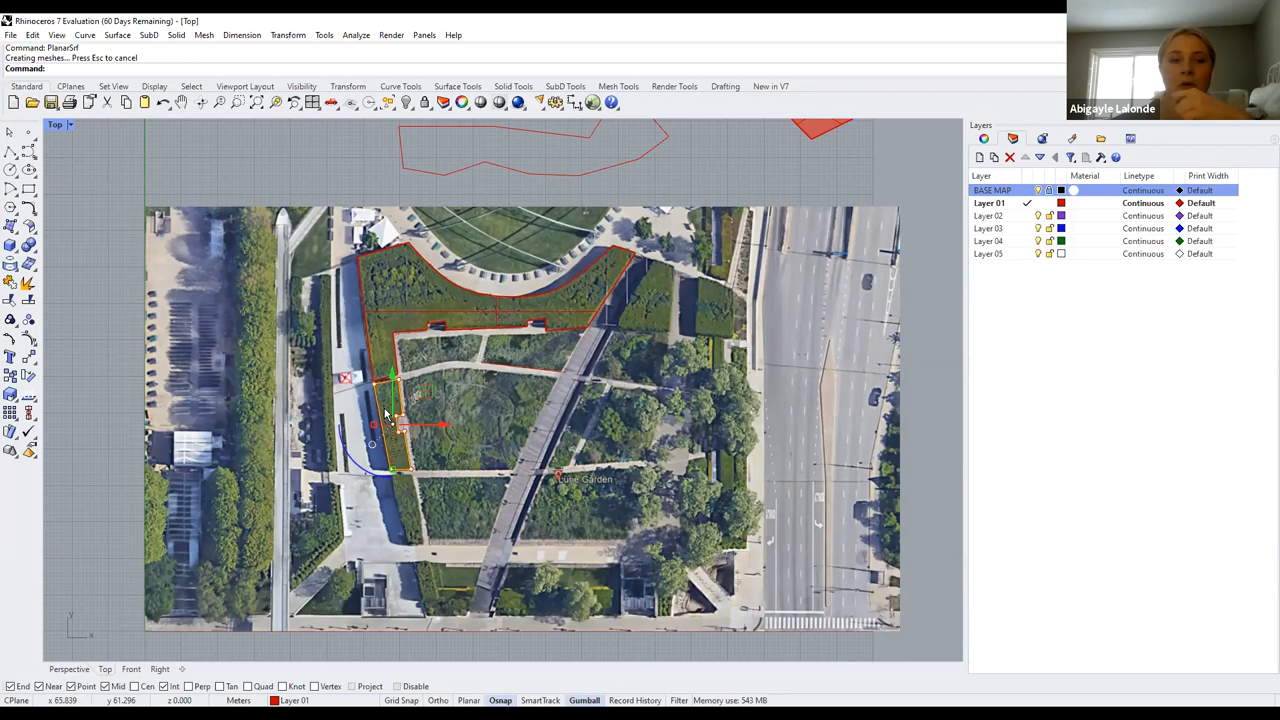 Rhinoceros 7 Evaluation (60 Days Remaining) - [Top]
File Edit View Curve Surface SubD Solid Mesh Dimension Transform Tools Analyze Render Panels Help
Command: PlanarSrf
Creating meshes... Press Esc to cancel
Command:
Standard CPlanes Set View Display Select Viewport Layout Visibility Transform Curve Tools Surface Tools Solid Tools SubD Tools Mesh Tools Render Tools Drafting New in V7
Abigayle Lalonde
Top
Layers
Layer Material Linetype Print Width
BASE MAP Continuous Default
Layer 01 Continuous Default
Layer 02 Continuous Default
Layer 03 Continuous Default
Layer 04 Continuous Default
Layer 05 Continuous Default
Lurie Garden
y
x
Perspective Top Front Right
End Near Point Mid Cen Int Perp Tan Quad Knot Vertex Project Disable
CPlane x 65.839 y 61.296 z 0.000 Meters Layer 01 Grid Snap Ortho Planar Osnap SmartTrack Gumball Record History Filter Memory use: 543 MB